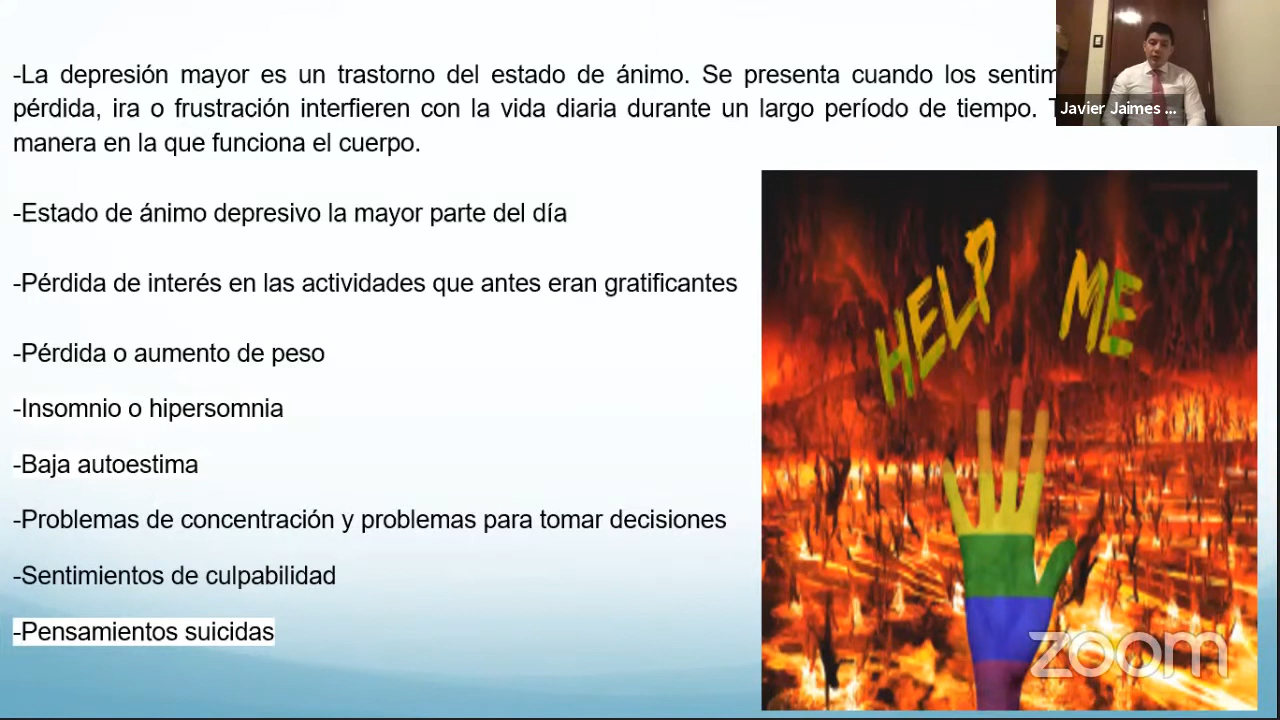 -La depresión mayor es un trastorno del estado de ánimo. Se presenta cuando los
pérdida, ira o frustración interfieren con la vida diaria durante un largo período de tiempo.
manera en la que funciona el cuerpo.
-Estado de ánimo depresivo la mayor parte del día
-Pérdida de interés en las actividades que antes eran gratificantes
-Pérdida o aumento de peso
-Insomnio o hipersomnia
-Baja autoestima
-Problemas de concentración y problemas para tomar decisiones
-Sentimientos de culpabilidad
-Pensamientos suicidas
Javier Jaimes ...
HELP ME
zoom